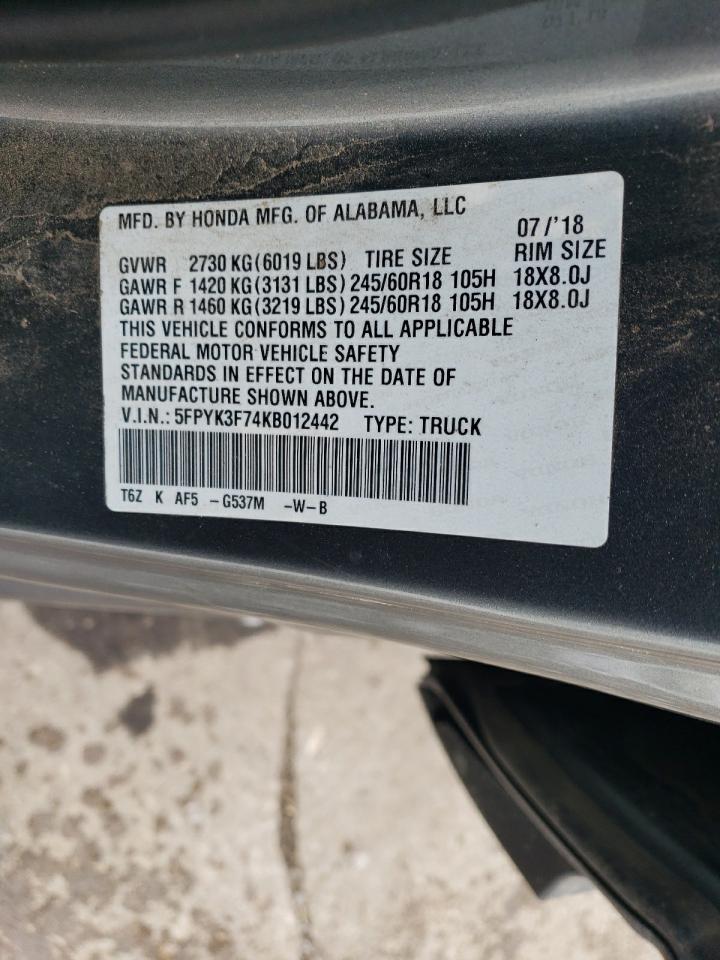 MFD. BY HONDA MFG. OF ALABAMA, LLC 07/'18
GVWR 2730 KG(6019 LBS) TIRE SIZE RIM SIZE
GAWR F 1420 KG(3131 LBS) 245/60R18 105H 18X8.0J
GAWR R 1460 KG(3219 LBS) 245/60R18 105H 18X8.0J
THIS VEHICLE CONFORMS TO ALL APPLICABLE
FEDERAL MOTOR VEHICLE SAFETY
STANDARDS IN EFFECT ON THE DATE OF
MANUFACTURE SHOWN ABOVE.
V.I.N.: 5FPYK3F74KB012442 TYPE: TRUCK
T6Z K AF5 -G537M -W-B